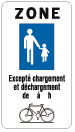 ZONE
Excepté chargement
et déchargement
de à h